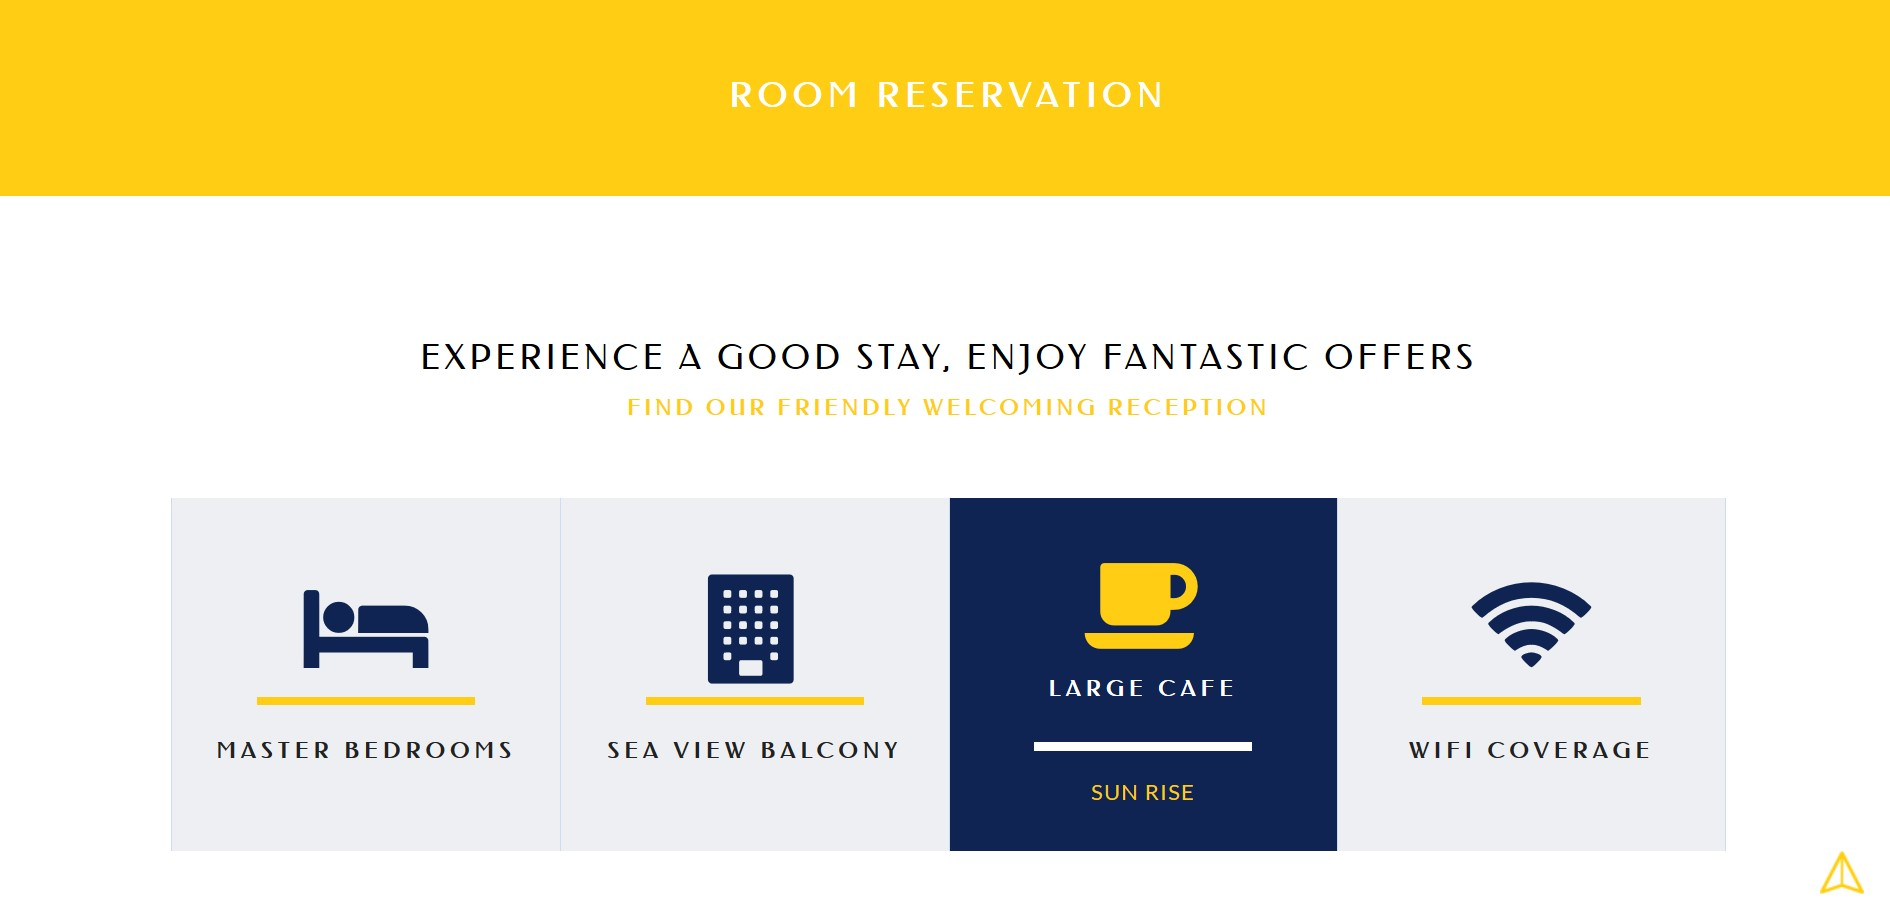 ROOM RESERVATION
EXPERIENCE A GOOD STAY, ENJOY FANTASTIC OFFERS
FIND OUR FRIENDLY WELCOMING RECEPTION
MASTER BEDROOMS
SEA VIEW BALCONY
LARGE CAFE
SUN RISE
WIFI COVERAGE